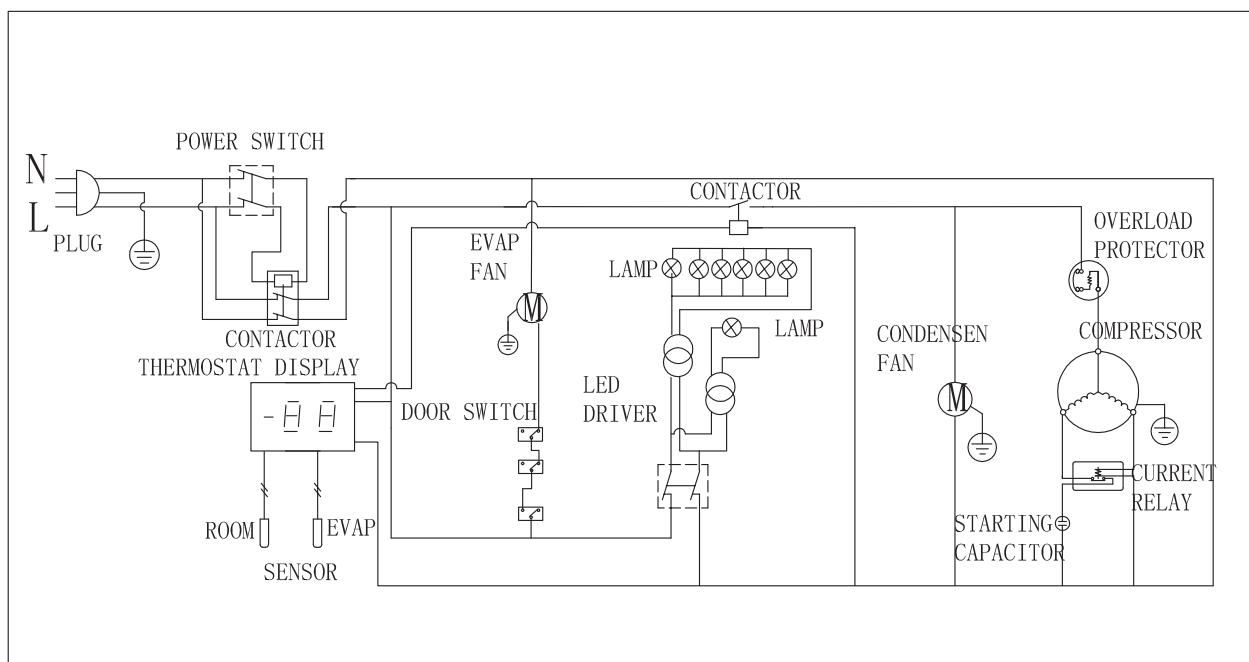 POWER SWITCH
N
L
PLUG
CONTACTOR
THERMOSTAT DISPLAY
-88
ROOM
EVAP
SENSOR
EVAP
FAN
M
DOOR SWITCH
CONTACTOR
LAMP
LAMP
LED
DRIVER
CONDENSEN
FAN
M
OVERLOAD
PROTECTOR
COMPRESSOR
CURRENT
RELAY
STARTING
CAPACITOR